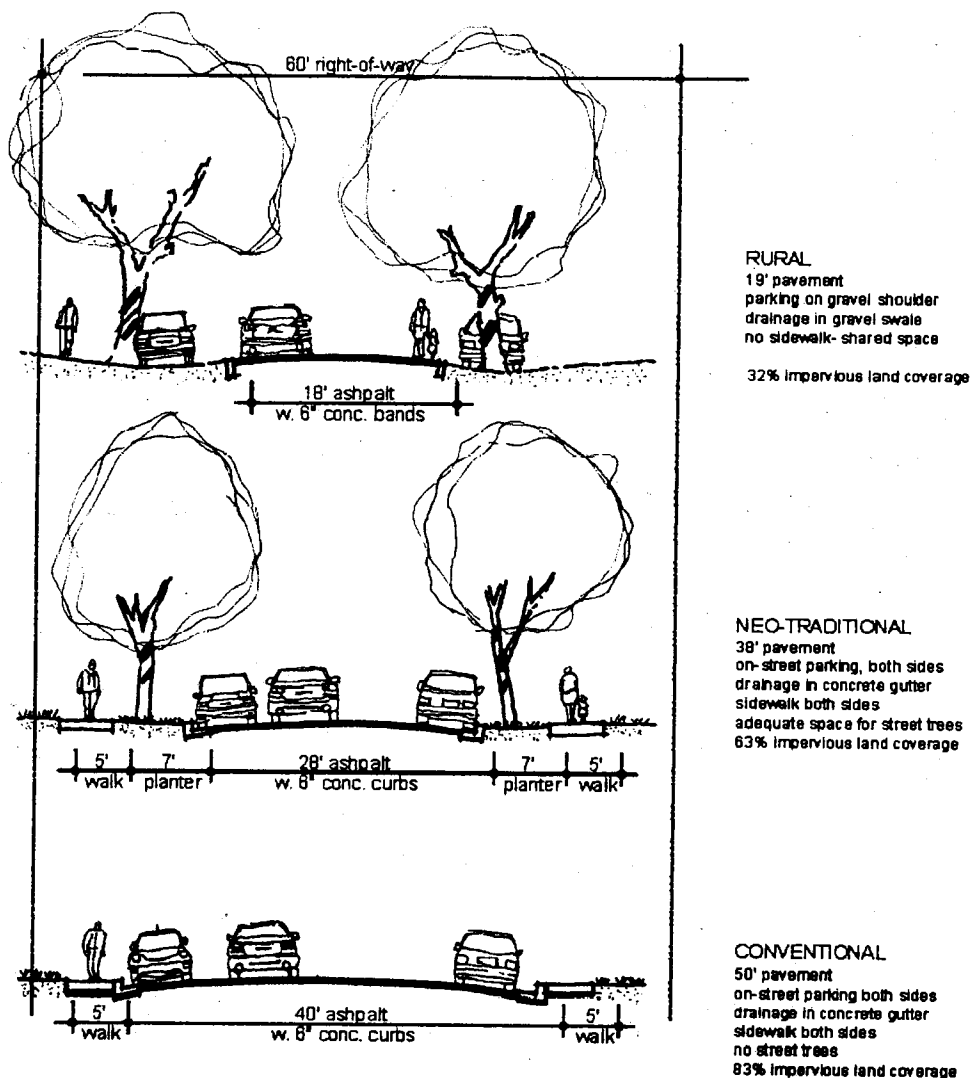 60' right-of-way
RURAL
19' pavement
parking on gravel shoulder
drainage in gravel swale
no sidewalk- shared space
32% impervious land coverage
18' ashpalt
w. 6" conc. bands
NEO-TRADITIONAL
38' pavement
on-street parking, both sides
drainage in concrete gutter
sidewalk both sides
adequate space for street trees
63% impervious land coverage
5' 7' 28' ashpalt 7' 5'
walk planter w. 6" conc. curbs planter walk
CONVENTIONAL
50' pavement
on-street parking both sides
drainage in concrete gutter
sidewalk both sides
no street trees
83% impervious land coverage
5' 40' ashpalt 5'
walk w. 6" conc. curbs walk